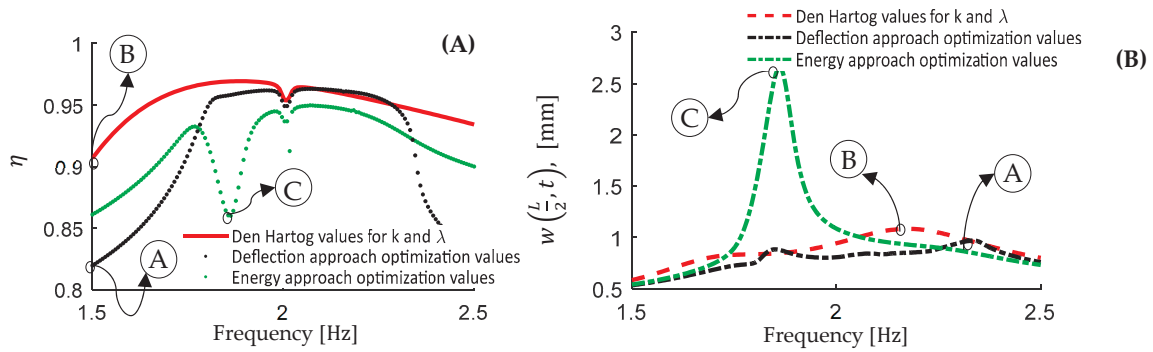 (A)
B
1
0.95
0.9
0.85
0.8
η
C
A
Den Hartog values for k and λ
Deflection approach optimization values
Energy approach optimization values
1.5
2
2.5
Frequency [Hz]
Den Hartog values for k and λ
Deflection approach optimization values
Energy approach optimization values
(B)
3
2.5
2
1.5
1
0.5
w(L/2, t), [mm]
C
B
A
1.5
2
2.5
Frequency [Hz]